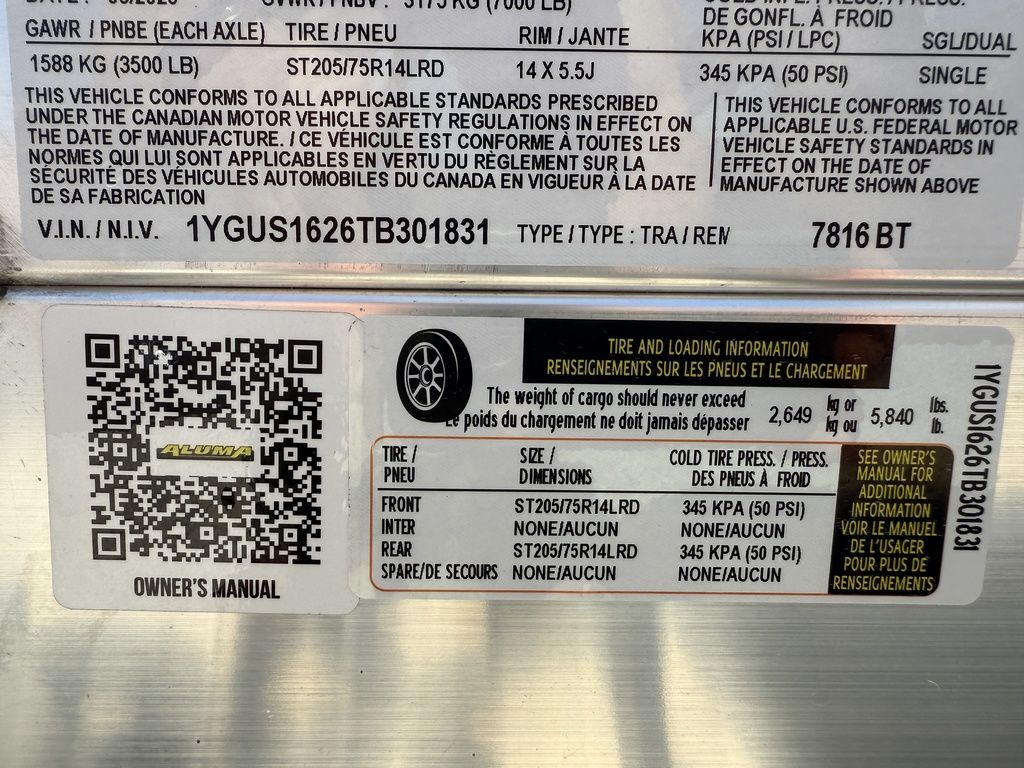 GVWR / PNBV : 3175 KG (7000 LB)
DE GONFL. À FROID
GAWR / PNBE (EACH AXLE) TIRE / PNEU RIM / JANTE KPA (PSI / LPC) SGL/DUAL
1588 KG (3500 LB) ST205/75R14LRD 14 X 5.5J 345 KPA (50 PSI) SINGLE
THIS VEHICLE CONFORMS TO ALL APPLICABLE STANDARDS PRESCRIBED
UNDER THE CANADIAN MOTOR VEHICLE SAFETY REGULATIONS IN EFFECT ON
THE DATE OF MANUFACTURE. / CE VÉHICULE EST CONFORME À TOUTES LES
NORMES QUI LUI SONT APPLICABLES EN VERTU DU RÈGLEMENT SUR LA
SÉCURITÉ DES VÉHICULES AUTOMOBILES DU CANADA EN VIGUEUR À LA DATE
DE SA FABRICATION
THIS VEHICLE CONFORMS TO ALL
APPLICABLE U.S. FEDERAL MOTOR
VEHICLE SAFETY STANDARDS IN
EFFECT ON THE DATE OF
MANUFACTURE SHOWN ABOVE
V.I.N. / N.I.V. 1YGUS1626TB301831 TYPE / TYPE : TRA / REM 7816 BT
ALUMA
OWNER'S MANUAL
TIRE AND LOADING INFORMATION
RENSEIGNEMENTS SUR LES PNEUS ET LE CHARGEMENT
The weight of cargo should never exceed
Le poids du chargement ne doit jamais dépasser
2,649 kg or 5,840 lbs.
kg ou lb.
TIRE / SIZE / COLD TIRE PRESS. / PRESS.
PNEU DIMENSIONS DES PNEUS À FROID
FRONT ST205/75R14LRD 345 KPA (50 PSI)
INTER NONE/AUCUN NONE/AUCUN
REAR ST205/75R14LRD 345 KPA (50 PSI)
SPARE/DE SECOURS NONE/AUCUN NONE/AUCUN
SEE OWNER'S
MANUAL FOR
ADDITIONAL
INFORMATION
VOIR LE MANUEL
DE L'USAGER
POUR PLUS DE
RENSEIGNEMENTS
1YGUS1626TB301831